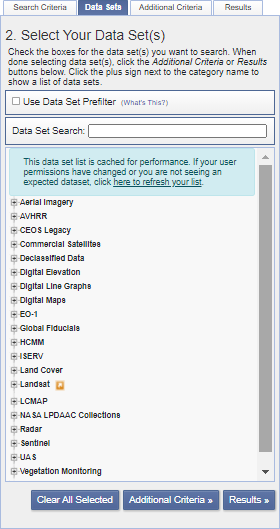 Search Criteria Data Sets Additional Criteria Results
2. Select Your Data Set(s)
Check the boxes for the data set(s) you want to search. When
done selecting data set(s), click the Additional Criteria or Results
buttons below. Click the plus sign next to the category name to
show a list of data sets.
Use Data Set Prefilter (What's This?)
Data Set Search:
This data set list is cached for performance. If your user
permissions have changed or you are not seeing an
expected dataset, click here to refresh your list.
Aerial Imagery
AVHRR
CEOS Legacy
Commercial Satellites
Declassified Data
Digital Elevation
Digital Line Graphs
Digital Maps
EO-1
Global Fiducials
HCMM
ISERV
Land Cover
Landsat
LCMAP
NASA LPDAAC Collections
Radar
Sentinel
UAS
Vegetation Monitoring
Clear All Selected Additional Criteria » Results »